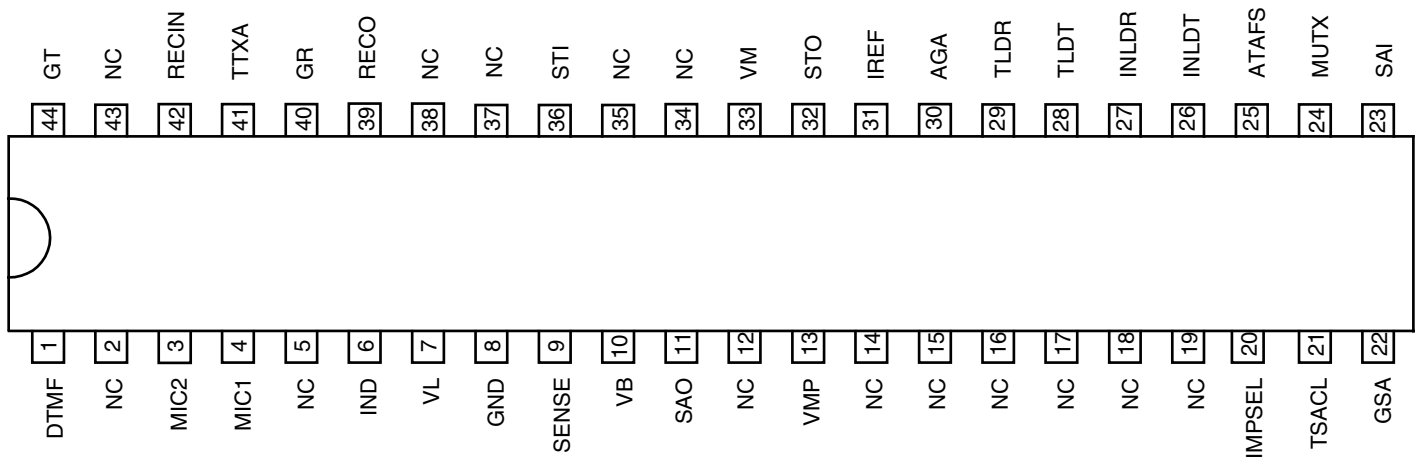 GT NC RECIN TTXA GR RECO NC NC STI NC NC VM STO IREF AGA TLDR TLDT INLDR INLDT ATAFS MUTX SAI
44 43 42 41 40 39 38 37 36 35 34 33 32 31 30 29 28 27 26 25 24 23
1 2 3 4 5 6 7 8 9 10 11 12 13 14 15 16 17 18 19 20 21 22
DTMF NC MIC2 MIC1 NC IND VL GND SENSE VB SAO NC VMP NC NC NC NC NC NC IMPSEL TSACL GSA